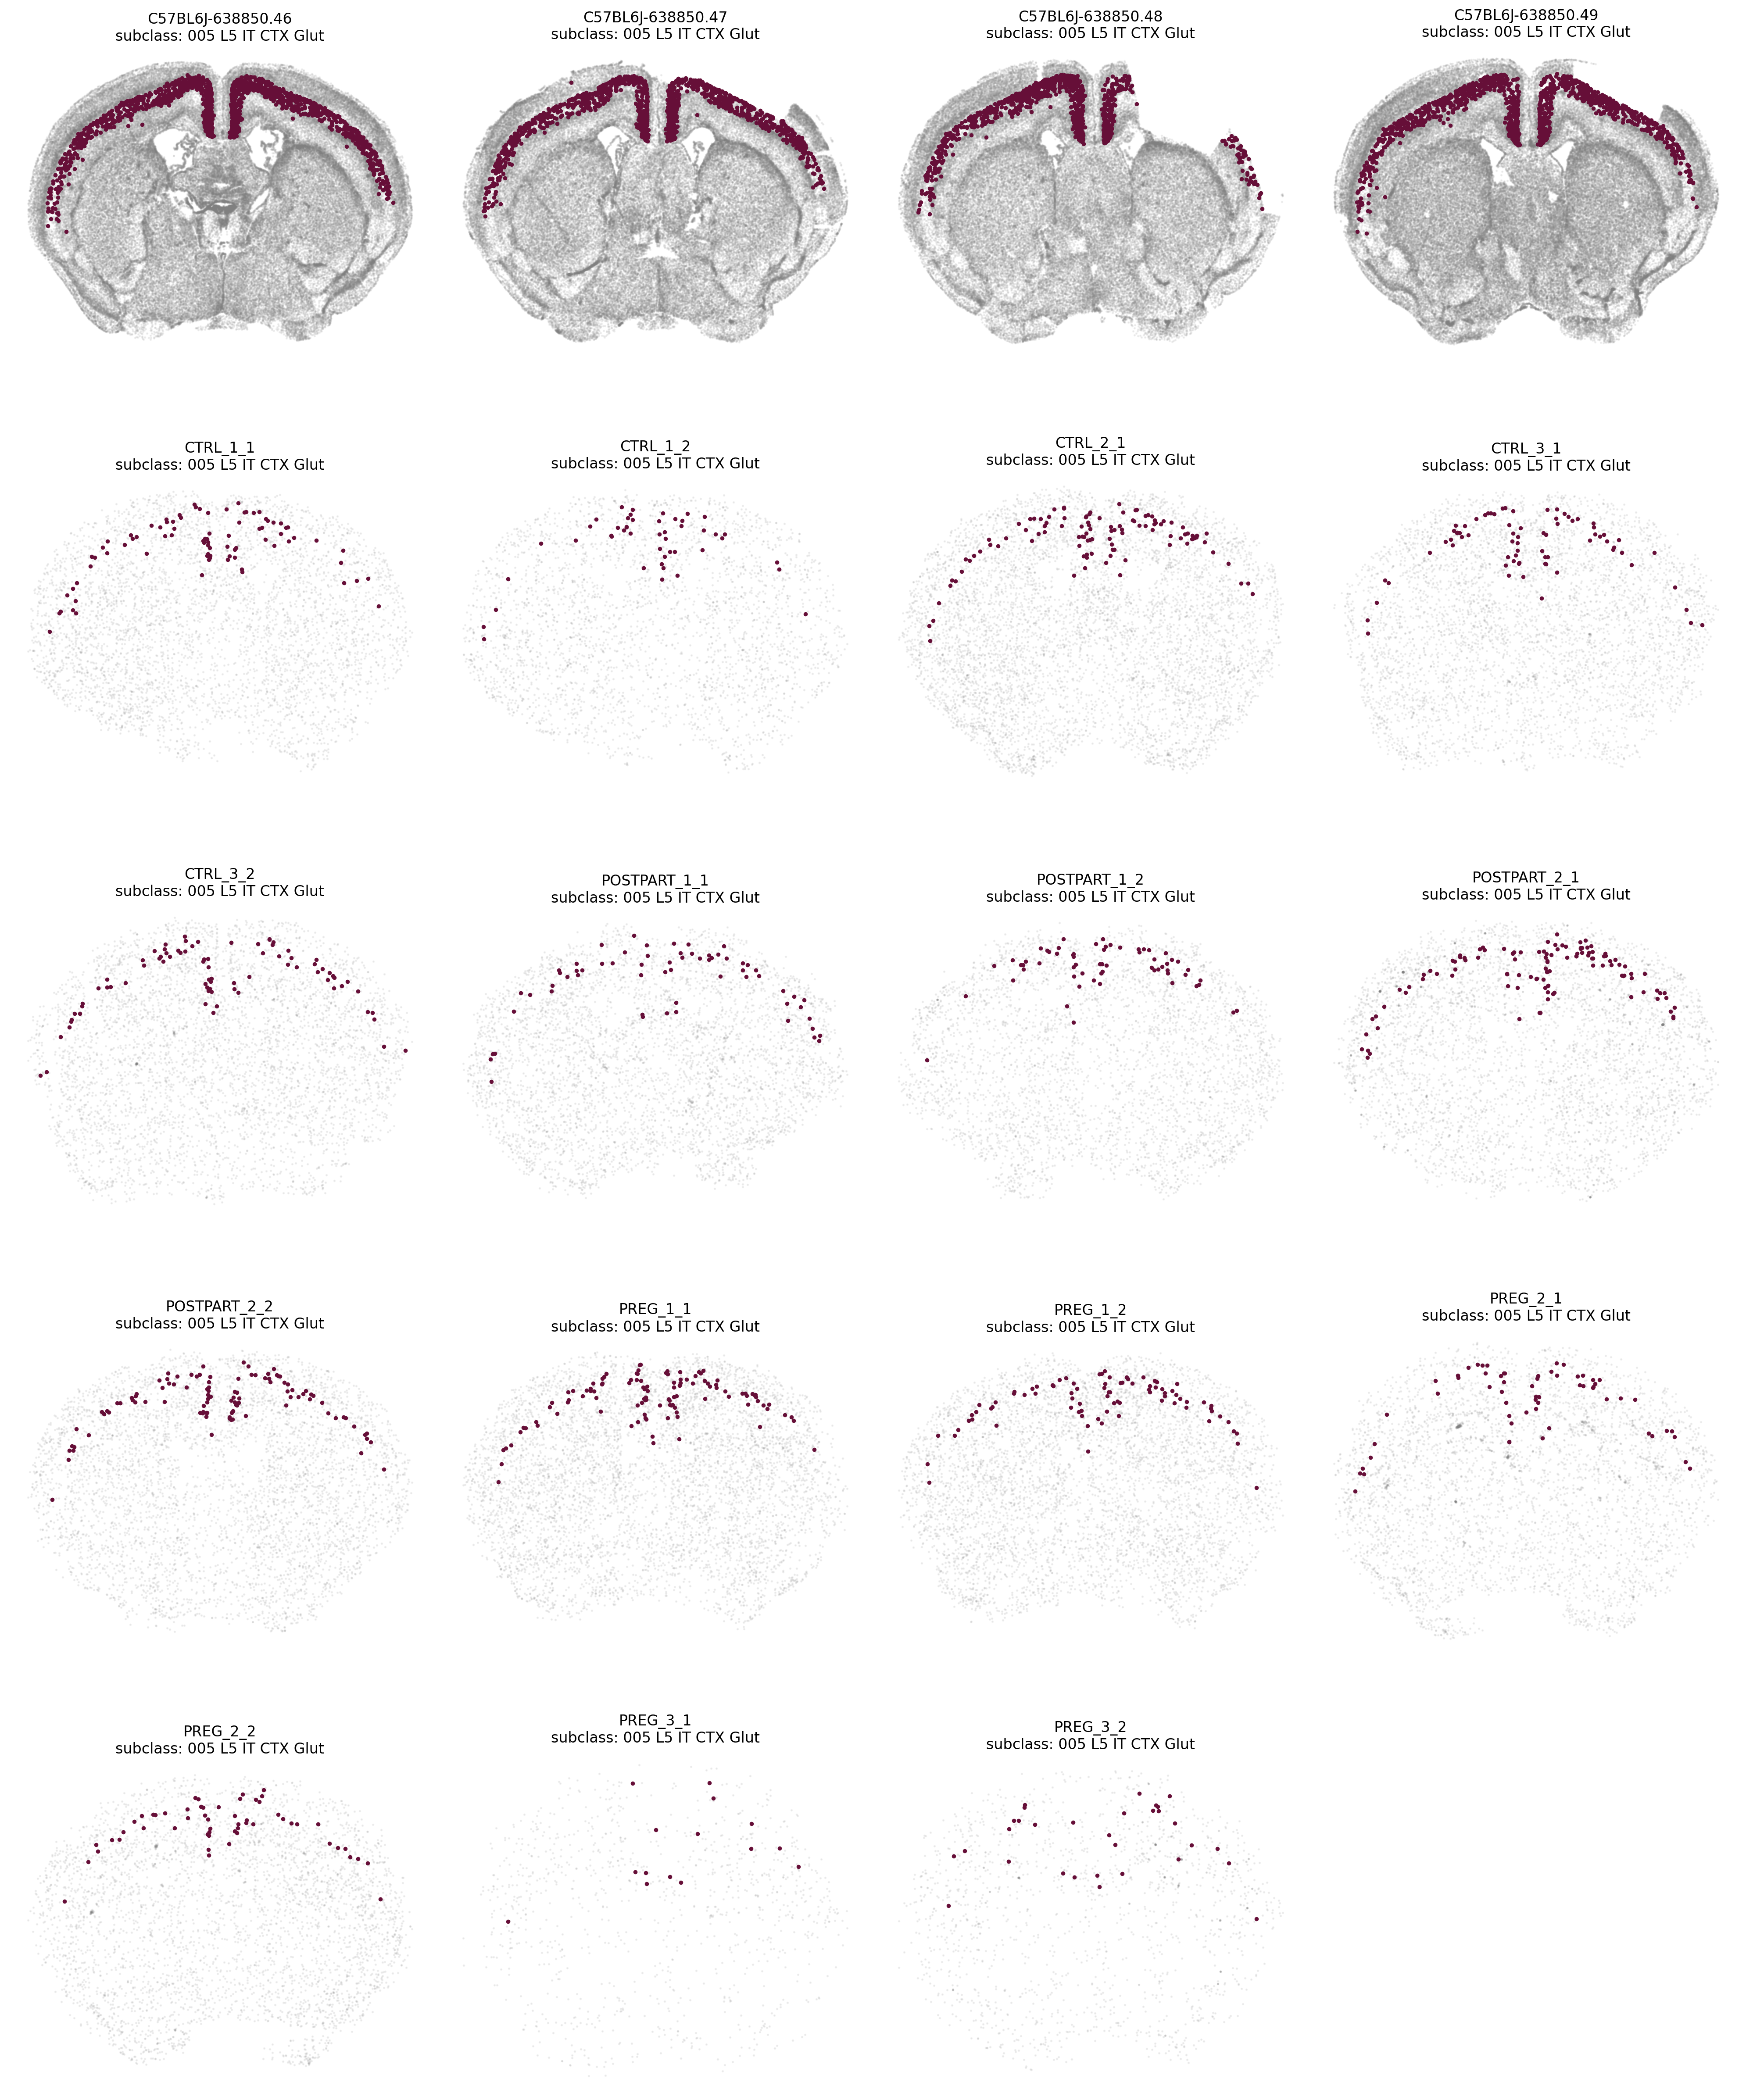 C57BL6J-638850.46
subclass: 005 L5 IT CTX Glut
C57BL6J-638850.47
subclass: 005 L5 IT CTX Glut
C57BL6J-638850.48
subclass: 005 L5 IT CTX Glut
C57BL6J-638850.49
subclass: 005 L5 IT CTX Glut
CTRL_1_1
subclass: 005 L5 IT CTX Glut
CTRL_1_2
subclass: 005 L5 IT CTX Glut
CTRL_2_1
subclass: 005 L5 IT CTX Glut
CTRL_3_1
subclass: 005 L5 IT CTX Glut
CTRL_3_2
subclass: 005 L5 IT CTX Glut
POSTPART_1_1
subclass: 005 L5 IT CTX Glut
POSTPART_1_2
subclass: 005 L5 IT CTX Glut
POSTPART_2_1
subclass: 005 L5 IT CTX Glut
POSTPART_2_2
subclass: 005 L5 IT CTX Glut
PREG_1_1
subclass: 005 L5 IT CTX Glut
PREG_1_2
subclass: 005 L5 IT CTX Glut
PREG_2_1
subclass: 005 L5 IT CTX Glut
PREG_2_2
subclass: 005 L5 IT CTX Glut
PREG_3_1
subclass: 005 L5 IT CTX Glut
PREG_3_2
subclass: 005 L5 IT CTX Glut